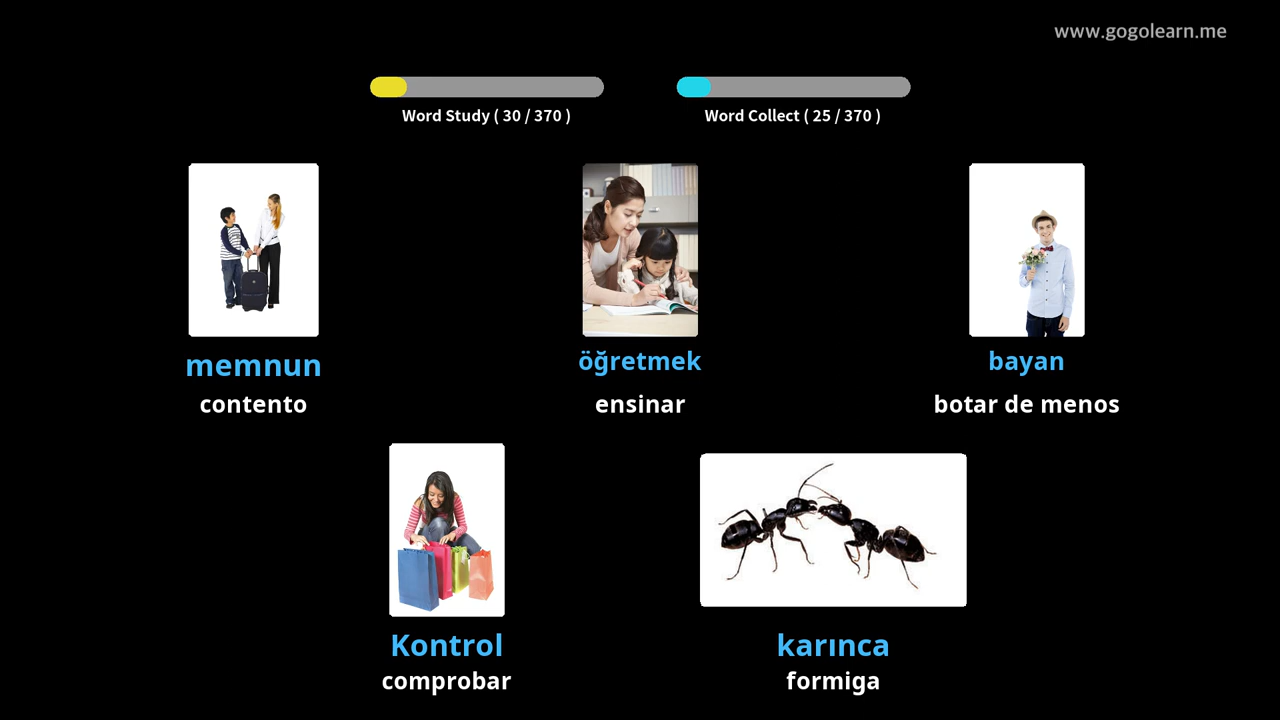 www.gogolearn.me
Word Study ( 30 / 370 )
Word Collect ( 25 / 370 )
memnun
contento
öğretmek
ensinar
bayan
botar de menos
Kontrol
comprobar
karınca
formiga